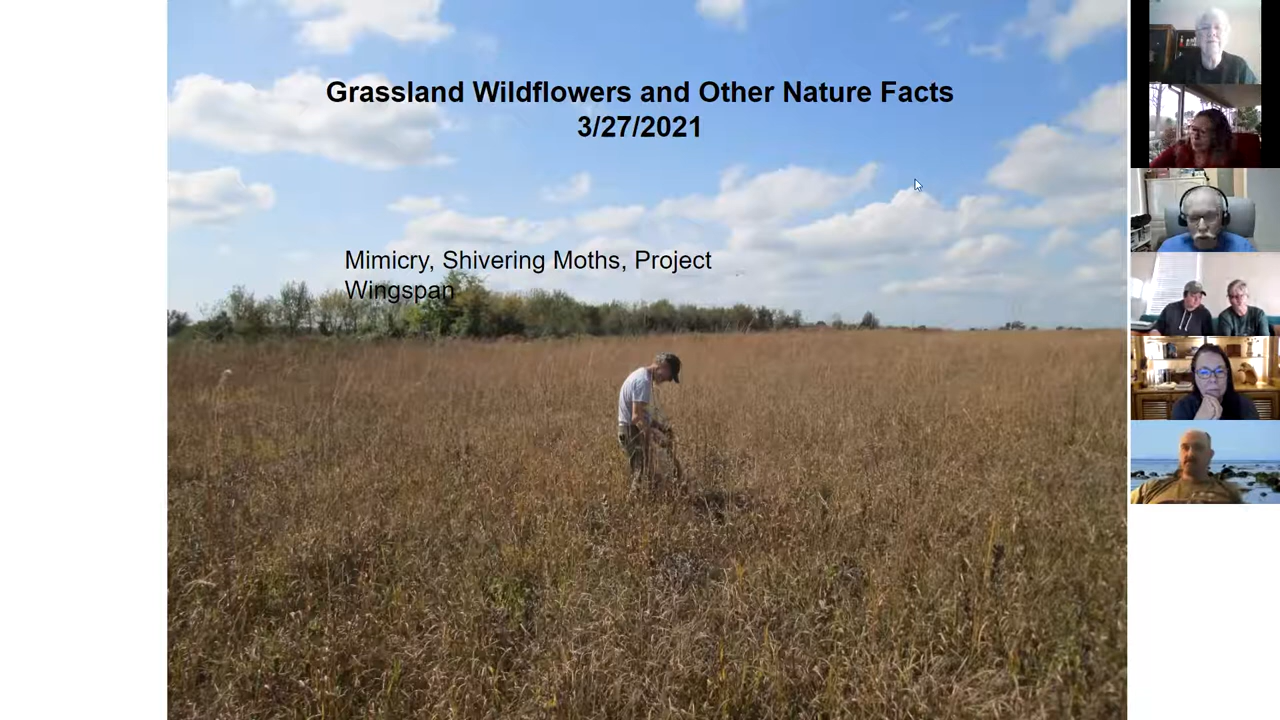 Grassland Wildflowers and Other Nature Facts
3/27/2021
Mimicry, Shivering Moths, Project
Wingspan